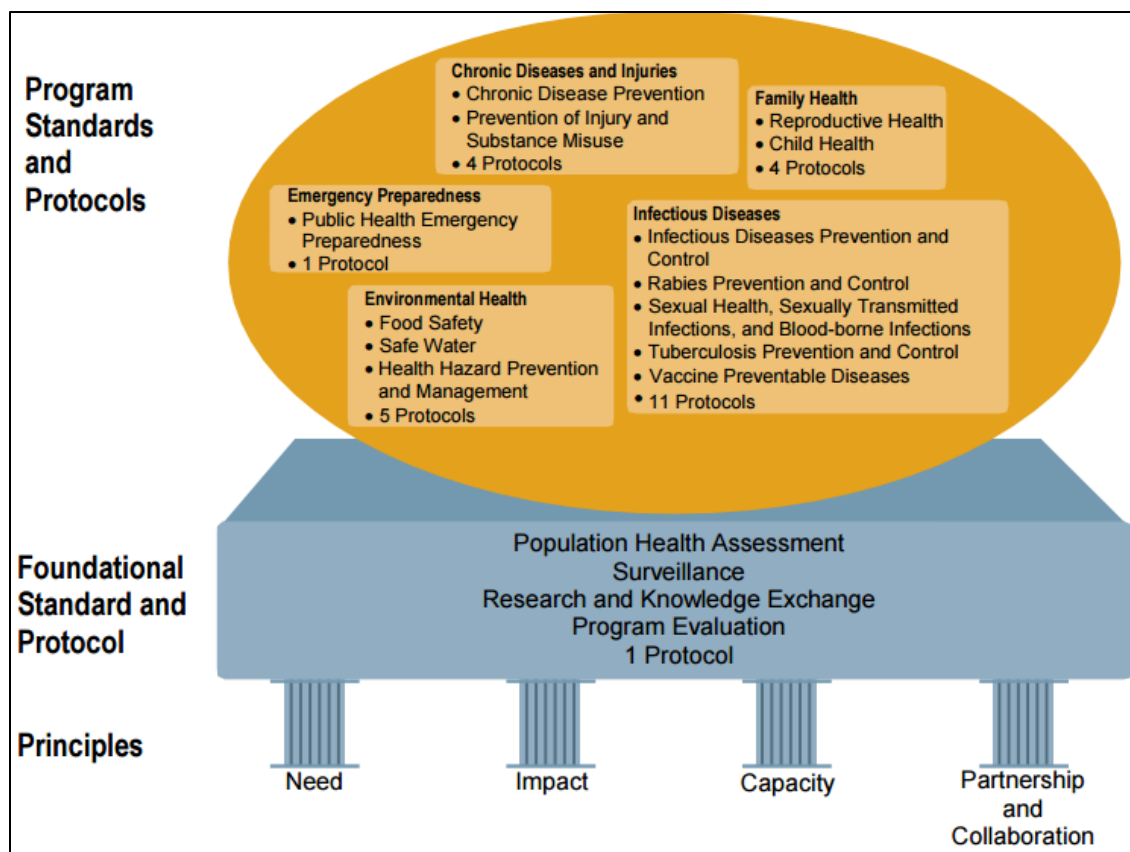 Program
Standards
and
Protocols
Chronic Diseases and Injuries
• Chronic Disease Prevention
• Prevention of Injury and
Substance Misuse
• 4 Protocols
Family Health
• Reproductive Health
• Child Health
• 4 Protocols
Emergency Preparedness
• Public Health Emergency
Preparedness
• 1 Protocol
Infectious Diseases
• Infectious Diseases Prevention and
Control
• Rabies Prevention and Control
• Sexual Health, Sexually Transmitted
Infections, and Blood-borne Infections
• Tuberculosis Prevention and Control
• Vaccine Preventable Diseases
• 11 Protocols
Environmental Health
• Food Safety
• Safe Water
• Health Hazard Prevention
and Management
• 5 Protocols
Foundational
Standard and
Protocol
Population Health Assessment
Surveillance
Research and Knowledge Exchange
Program Evaluation
1 Protocol
Principles
Need
Impact
Capacity
Partnership
and
Collaboration